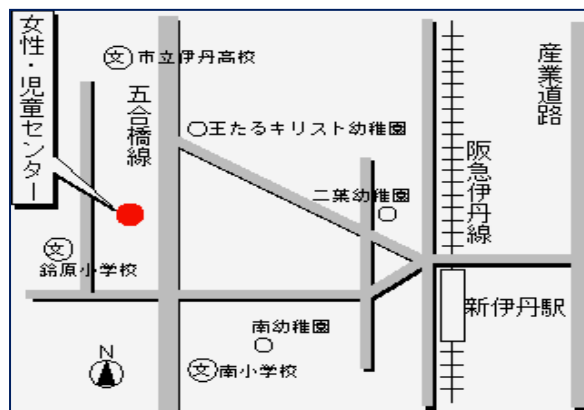 女性・児童センター
文市立伊丹高校
五合橋線
王たるキリスト幼稚園
二葉幼稚園
阪急伊丹線
産業道路
文
鈴原小学校
南幼稚園
文南小学校
新伊丹駅
N